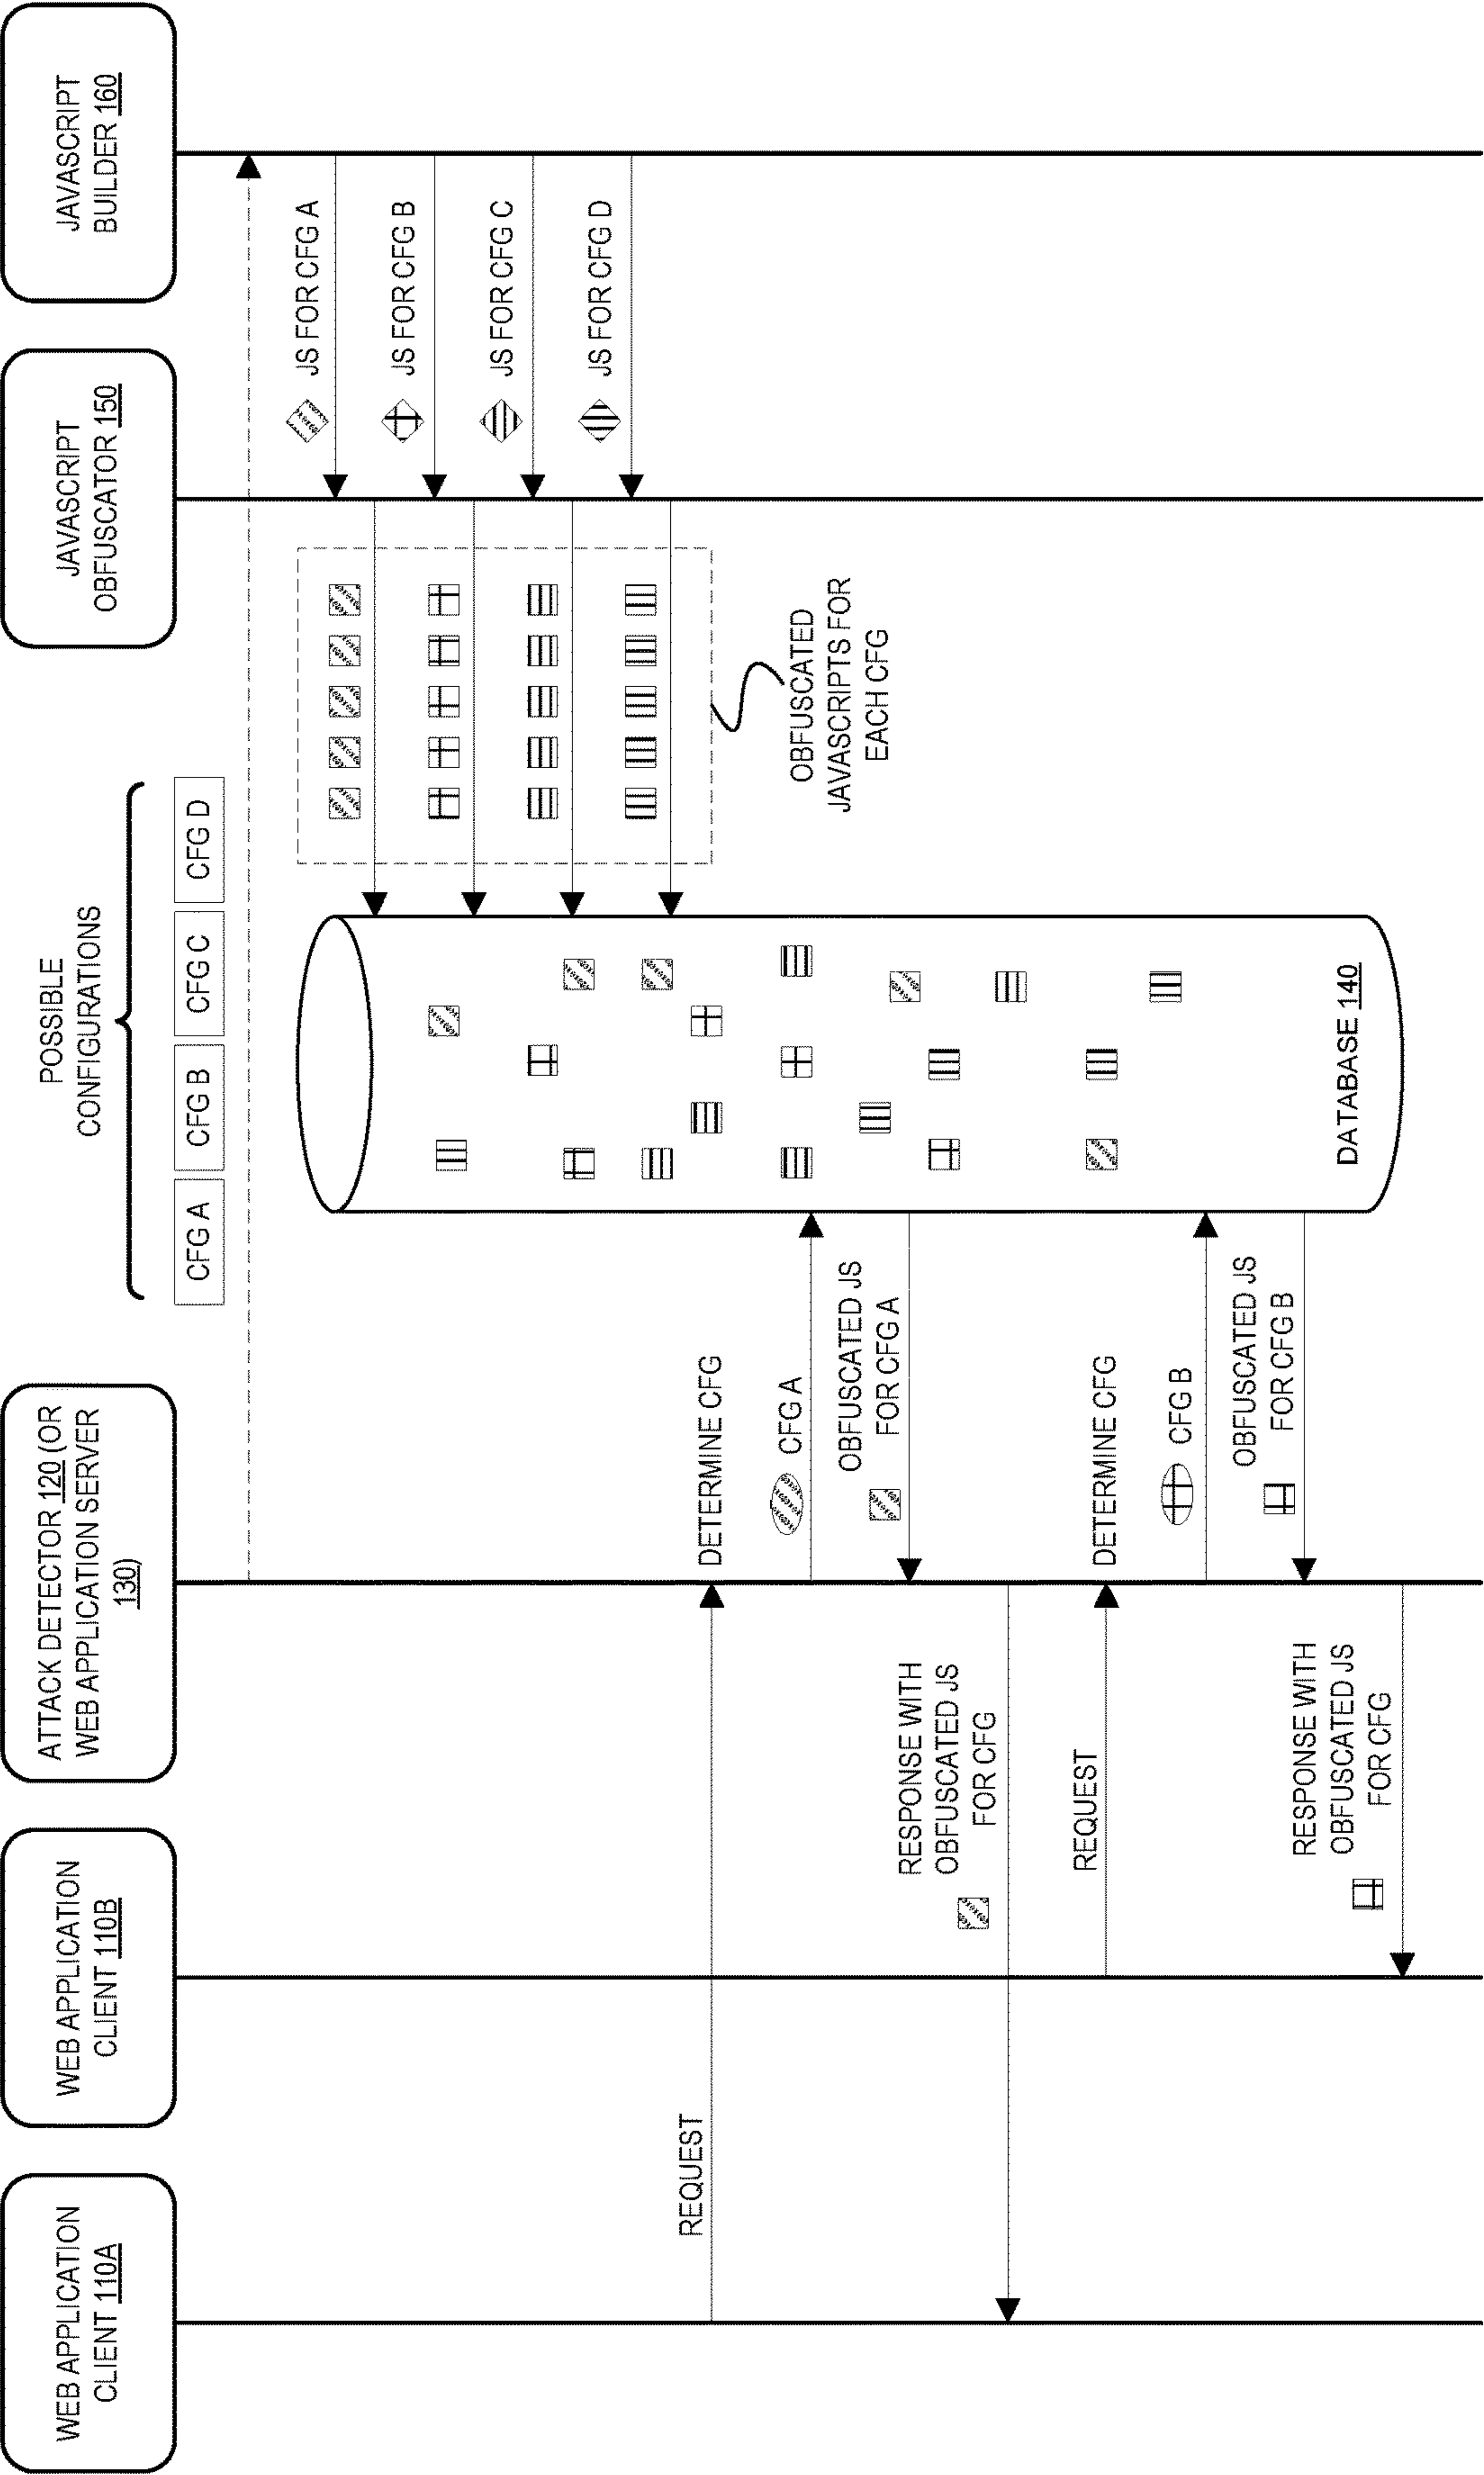 WEB APPLICATION
CLIENT 110A
WEB APPLICATION
CLIENT 110B
ATTACK DETECTOR 120 (OR
WEB APPLICATION SERVER
130)
JAVASCRIPT
OBFUSCATOR 150
JAVASCRIPT
BUILDER 160
POSSIBLE
CONFIGURATIONS
CFG A
CFG B
CFG C
CFG D
JS FOR CFG A
JS FOR CFG B
JS FOR CFG C
JS FOR CFG D
OBFUSCATED
JAVASCRIPTS FOR
EACH CFG
REQUEST
DETERMINE CFG
CFG A
OBFUSCATED JS
FOR CFG A
RESPONSE WITH
OBFUSCATED JS
FOR CFG
REQUEST
DETERMINE CFG
CFG B
OBFUSCATED JS
FOR CFG B
RESPONSE WITH
OBFUSCATED JS
FOR CFG
DATABASE 140